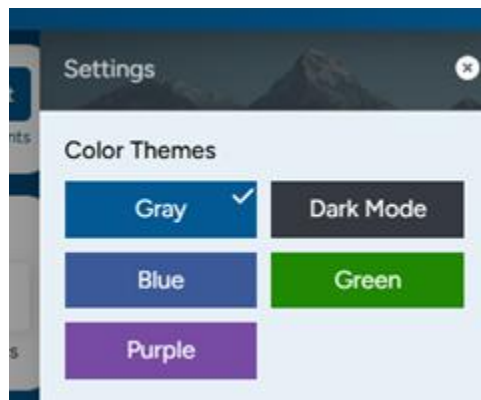 Settings
Color Themes
Gray
Dark Mode
Blue
Green
Purple